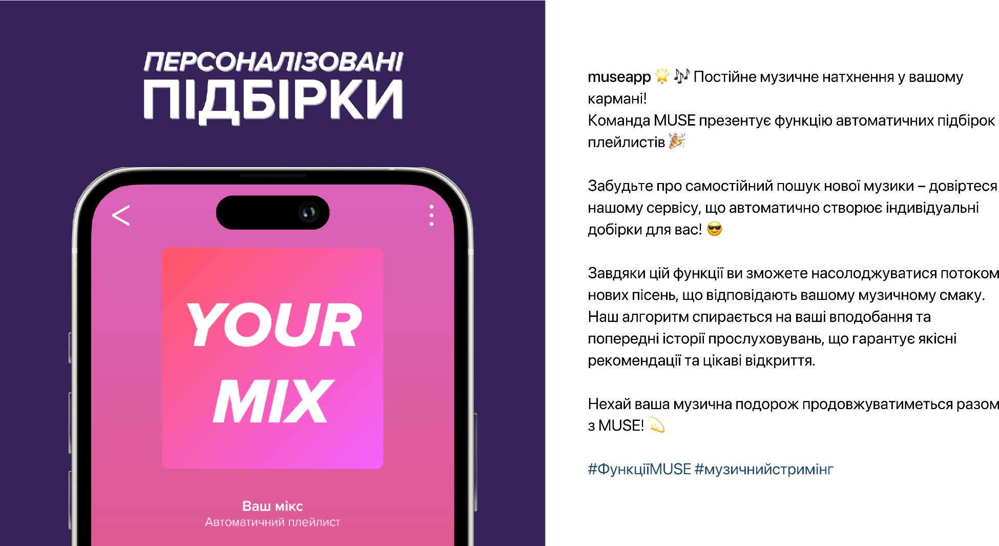 ПЕРСОНАЛІЗОВАНІ
ПІДБІРКИ
YOUR
MIX
Ваш мікс
Автоматичний плейлист
museapp 🌟 🎶 Постійне музичне натхнення у вашому
кармані!
Команда MUSE презентує функцію автоматичних підбірок
плейлистів 🎉
Забудьте про самостійний пошук нової музики – довіртеся
нашому сервісу, що автоматично створює індивідуальні
добірки для вас! 😎
Завдяки цій функції ви зможете насолоджуватися потоком
нових пісень, що відповідають вашому музичному смаку.
Наш алгоритм спирається на ваші вподобання та
попередні історії прослуховувань, що гарантує якісні
рекомендації та цікаві відкриття.
Нехай ваша музична подорож продовжуватиметься разом
з MUSE! 💫
#ФункціїMUSE #музичнийстримінг